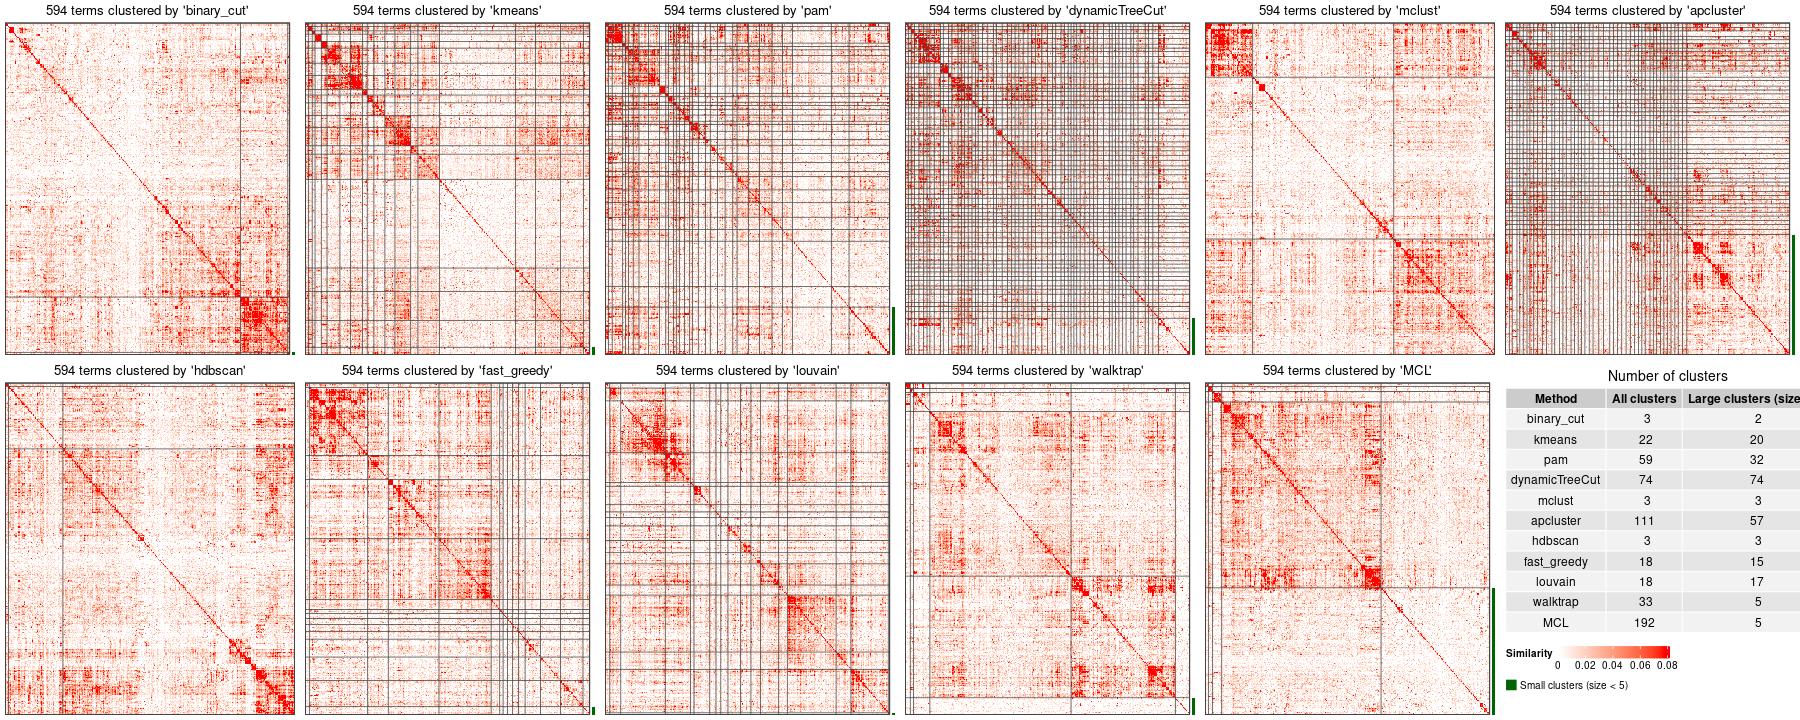 594 terms clustered by 'binary_cut'
594 terms clustered by 'kmeans'
594 terms clustered by 'pam'
594 terms clustered by 'dynamicTreeCut'
594 terms clustered by 'mclust'
594 terms clustered by 'apcluster'
594 terms clustered by 'hdbscan'
594 terms clustered by 'fast_greedy'
594 terms clustered by 'louvain'
594 terms clustered by 'walktrap'
594 terms clustered by 'MCL'
Number of clusters
Method All clusters Large clusters (size
binary_cut 3 2
kmeans 22 20
pam 59 32
dynamicTreeCut 74 74
mclust 3 3
apcluster 111 57
hdbscan 3 3
fast_greedy 18 15
louvain 18 17
walktrap 33 5
MCL 192 5
Similarity
0 0.02 0.04 0.06 0.08
Small clusters (size < 5)